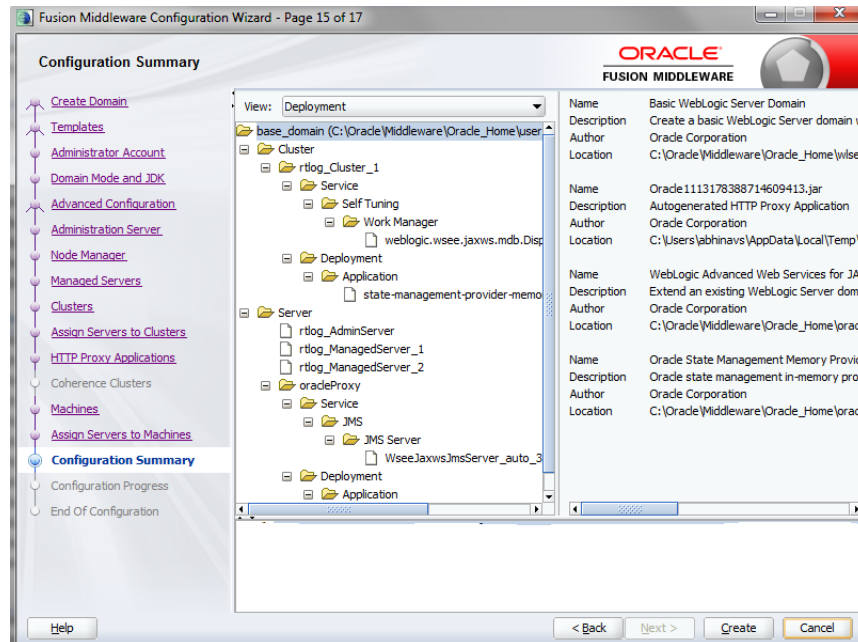 Fusion Middleware Configuration Wizard - Page 15 of 17
Configuration Summary
ORACLE
FUSION MIDDLEWARE
Create Domain
Templates
Administrator Account
Domain Mode and JDK
Advanced Configuration
Administration Server
Node Manager
Managed Servers
Clusters
Assign Servers to Clusters
HTTP Proxy Applications
Coherence Clusters
Machines
Assign Servers to Machines
Configuration Summary
Configuration Progress
End Of Configuration
View: Deployment
base_domain (C:\Oracle\Middleware\Oracle_Home\user
Cluster
rtlog_Cluster_1
Service
Self Tuning
Work Manager
weblogic.wsee.jaxws.mdb.Disp
Deployment
Application
state-management-provider-memo
Server
rtlog_AdminServer
rtlog_ManagedServer_1
rtlog_ManagedServer_2
oracleProxy
Service
JMS
JMS Server
WseeJaxwsJmsServer_auto_3
Deployment
Application
Name Basic WebLogic Server Domain
Description Create a basic WebLogic Server domain w
Author Oracle Corporation
Location C:\Oracle\Middleware\Oracle_Home\wlse
Name Oracle1113178388714609413.jar
Description Autogenerated HTTP Proxy Application
Author Oracle Corporation
Location C:\Users\abhinavs\AppData\Local\Temp\
Name WebLogic Advanced Web Services for JA
Description Extend an existing WebLogic Server dom
Author Oracle Corporation
Location C:\Oracle\Middleware\Oracle_Home\orac
Name Oracle State Management Memory Provid
Description Oracle state management in-memory pro
Author Oracle Corporation
Location C:\Oracle\Middleware\Oracle_Home\orac
Help
< Back
Next >
Create
Cancel